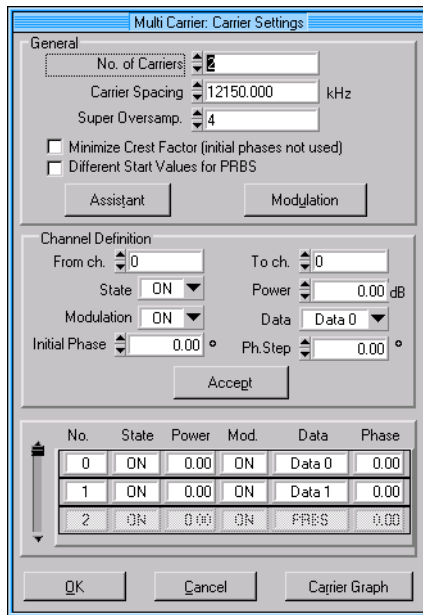 Multi Carrier: Carrier Settings
General
No. of Carriers 2
Carrier Spacing 12150.000 kHz
Super Oversamp. 4
Minimize Crest Factor (initial phases not used)
Different Start Values for PRBS
Assistant Modulation
Channel Definition
From ch. 0 To ch. 0
State ON Power 0.00 dB
Modulation ON Data Data 0
Initial Phase 0.00 ° Ph.Step 0.00 °
Accept
No. State Power Mod. Data Phase
0 ON 0.00 ON Data 0 0.00
1 ON 0.00 ON Data 1 0.00
2 ON 0.00 ON PRBS 0.00
OK Cancel Carrier Graph